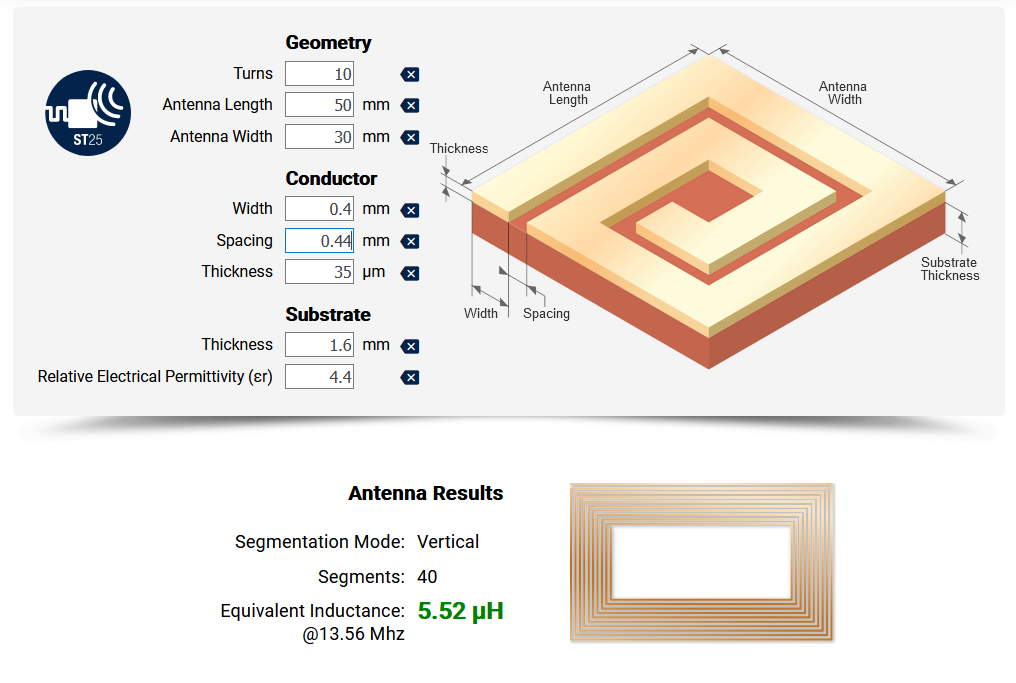 Geometry
Turns 10
Antenna Length 50 mm
Antenna Width 30 mm
ST25
Conductor
Width 0.4 mm
Spacing 0.44 mm
Thickness 35 µm
Substrate
Thickness 1.6 mm
Relative Electrical Permittivity (εr) 4.4
Antenna
Length
Antenna
Width
Thickness
Substrate
Thickness
Width
Spacing
Antenna Results
Segmentation Mode: Vertical
Segments: 40
Equivalent Inductance: 5.52 µH
@13.56 Mhz